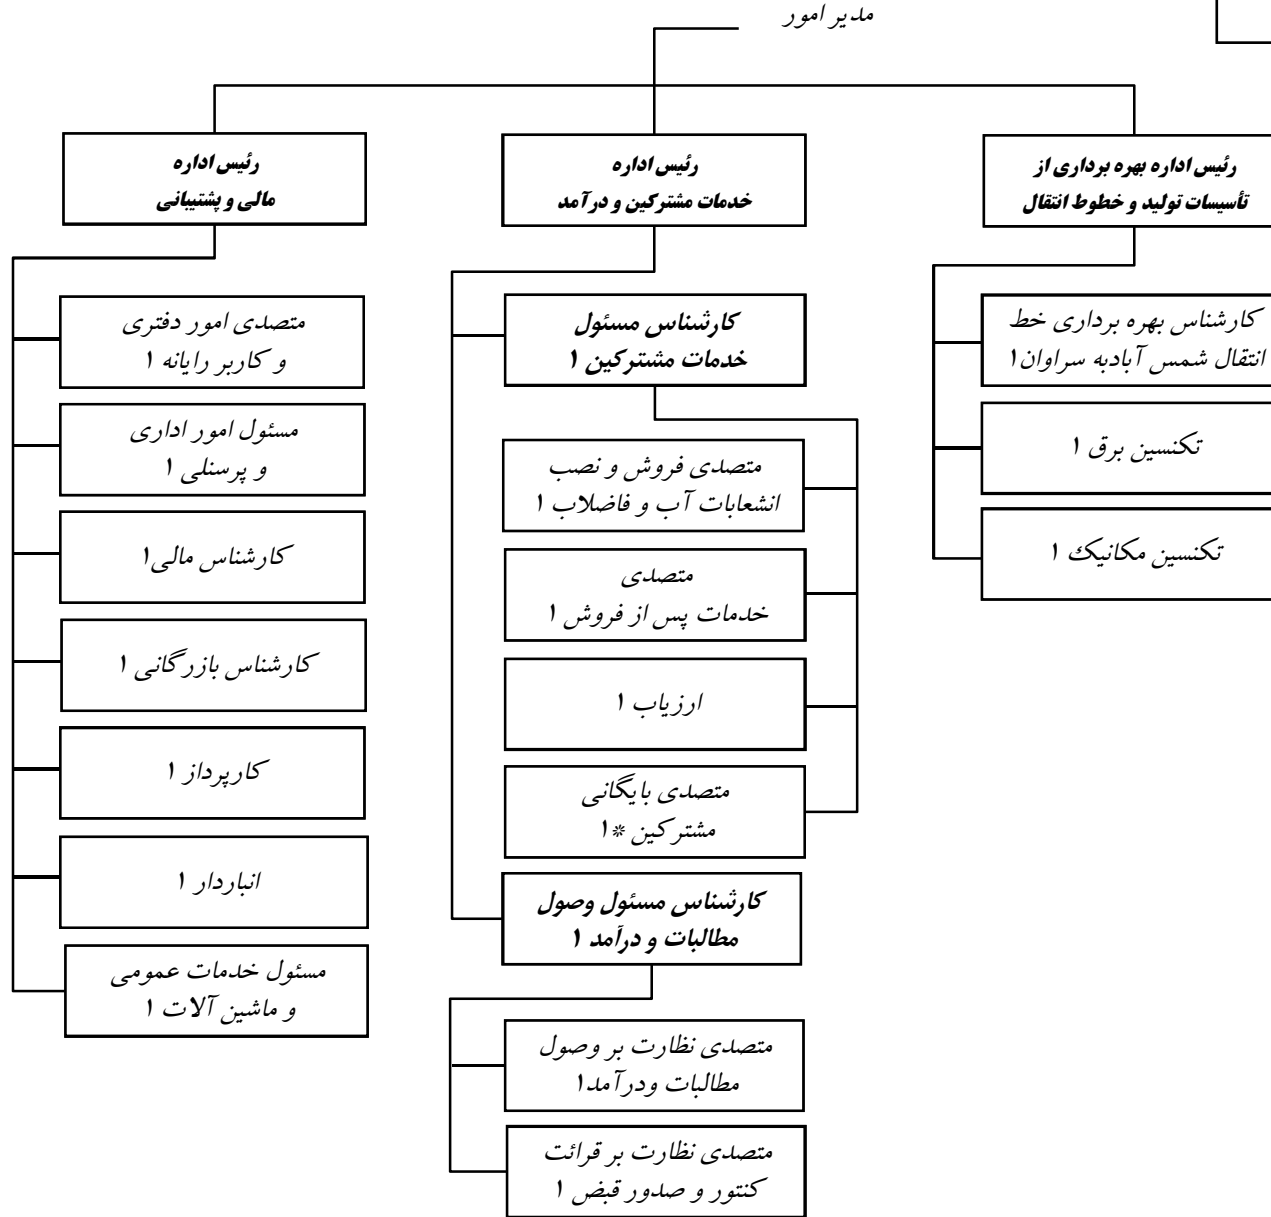 مدیر امور
رئیس اداره بهره برداری از
تأسیسات تولید و خطوط انتقال
کارشناس بهره برداری خط
انتقال شمس آبادبه سراوان۱
تکنسین برق ۱
تکنسین مکانیک ۱
رئیس اداره
خدمات مشترکین و درآمد
کارشناس مسئول
خدمات مشترکین ۱
متصدی فروش و نصب
انشعابات آب و فاضلاب ۱
متصدی
خدمات پس از فروش ۱
ارزیاب ۱
متصدی بایگانی
مشترکین *۱
کارشناس مسئول وصول
مطالبات و درآمد ۱
متصدی نظارت بر وصول
مطالبات ودرآمد۱
متصدی نظارت بر قرائت
کنتور و صدور قبض ۱
رئیس اداره
مالی و پشتیبانی
متصدی امور دفتری
و کاربر رایانه ۱
مسئول امور اداری
و پرسنلی ۱
کارشناس مالی۱
کارشناس بازرگانی ۱
کارپرداز ۱
انباردار ۱
مسئول خدمات عمومی
و ماشین آلات ۱